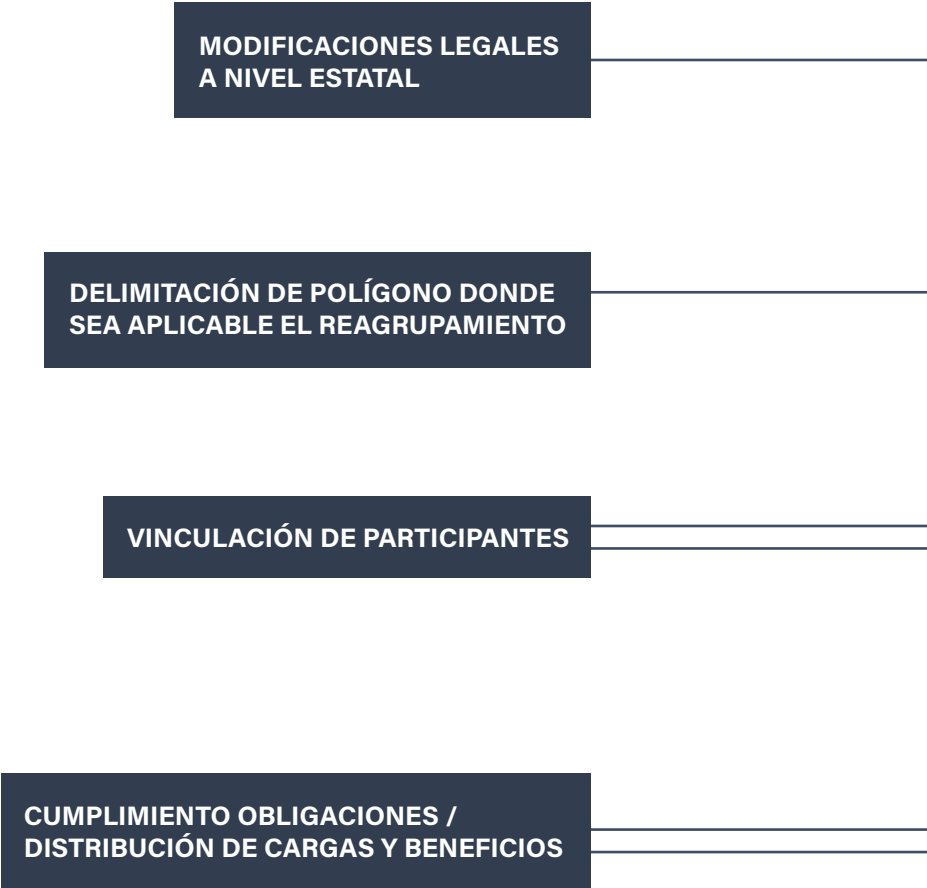 MODIFICACIONES LEGALES
A NIVEL ESTATAL
DELIMITACIÓN DE POLÍGONO DONDE
SEA APLICABLE EL REAGRUPAMIENTO
VINCULACIÓN DE PARTICIPANTES
CUMPLIMIENTO OBLIGACIONES /
DISTRIBUCIÓN DE CARGAS Y BENEFICIOS